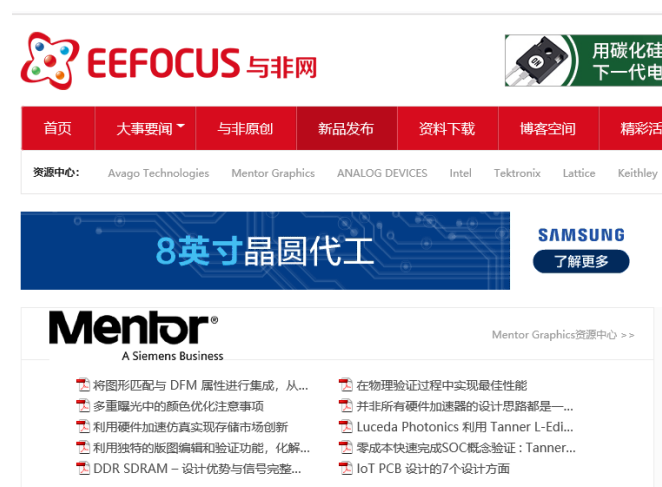 EEFOCUS 与非网
用碳化硅
下一代电
ON
首页 大事要闻 与非原创 新品发布 资料下载 博客空间 精彩活
资源中心: Avago Technologies Mentor Graphics ANALOG DEVICES Intel Tektronix Lattice Keithley
8英寸晶圆代工
SAMSUNG
了解更多
Mentor®
A Siemens Business
Mentor Graphics资源中心 >>
将图形匹配与 DFM 属性进行集成，从... 在物理验证过程中实现最佳性能
多重曝光中的颜色优化注意事项 并非所有硬件加速器的设计思路都是一...
利用硬件加速仿真实现存储市场创新 Luceda Photonics 利用 Tanner L-Edi...
利用独特的版图编辑和验证功能，化解... 零成本快速完成SOC概念验证 : Tanner...
DDR SDRAM – 设计优势与信号完整... IoT PCB 设计的7个设计方面